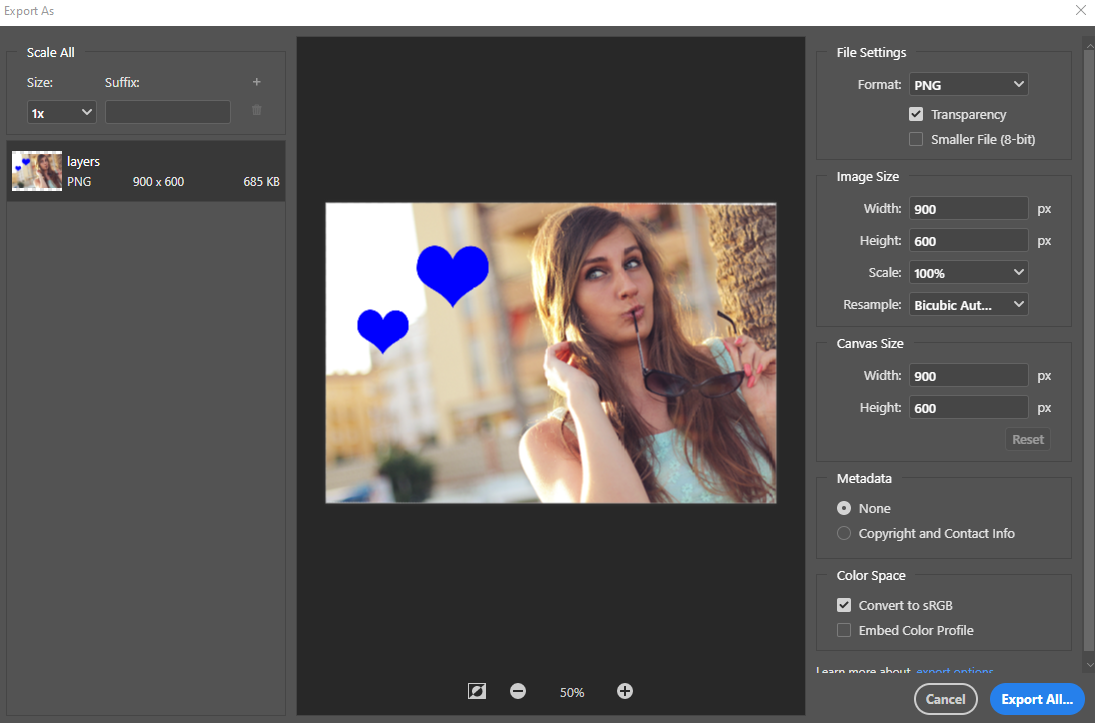 Export As
Scale All
Size:
Suffix:
1x
layers
PNG
900 x 600
685 KB
50%
File Settings
Format:
PNG
Transparency
Smaller File (8-bit)
Image Size
Width:
900
px
Height:
600
px
Scale:
100%
Resample:
Bicubic Aut...
Canvas Size
Width:
900
px
Height:
600
px
Reset
Metadata
None
Copyright and Contact Info
Color Space
Convert to sRGB
Embed Color Profile
Learn more about export options
Cancel
Export All...